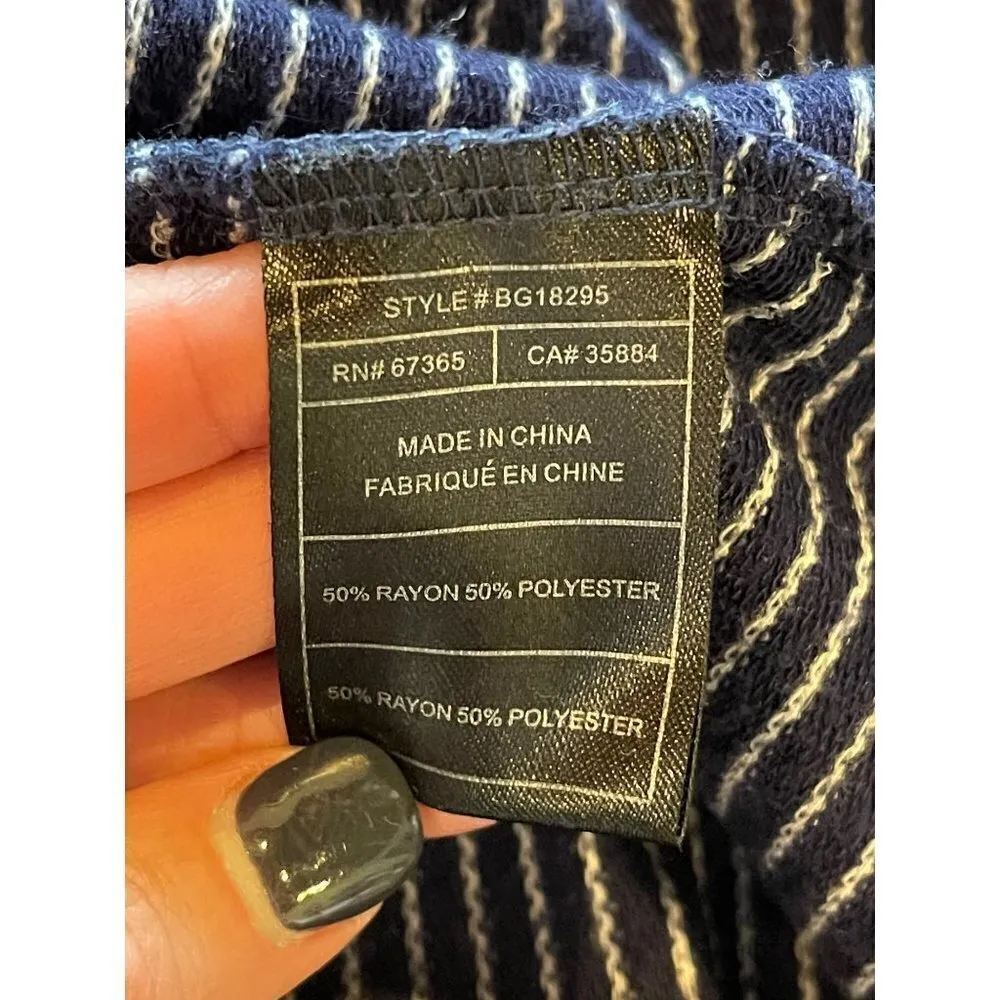 STYLE # BG18295
RN# 67365 CA# 35884
MADE IN CHINA
FABRIQUÉ EN CHINE
50% RAYON 50% POLYESTER
50% RAYON 50% POLYESTER